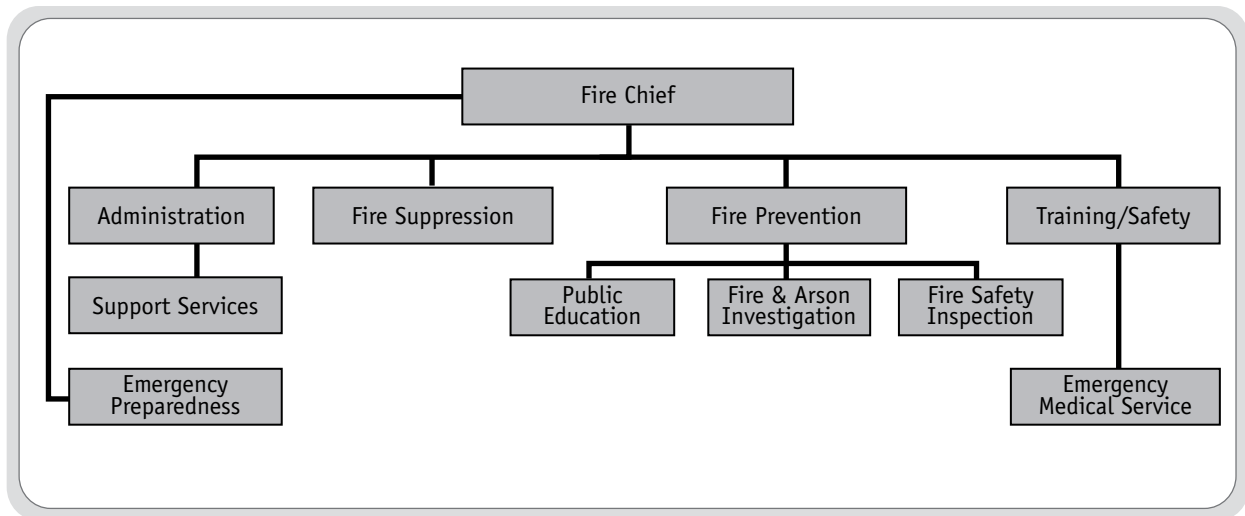 Fire Chief
Administration
Fire Suppression
Fire Prevention
Training/Safety
Support Services
Public
Education
Fire & Arson
Investigation
Fire Safety
Inspection
Emergency
Preparedness
Emergency
Medical Service